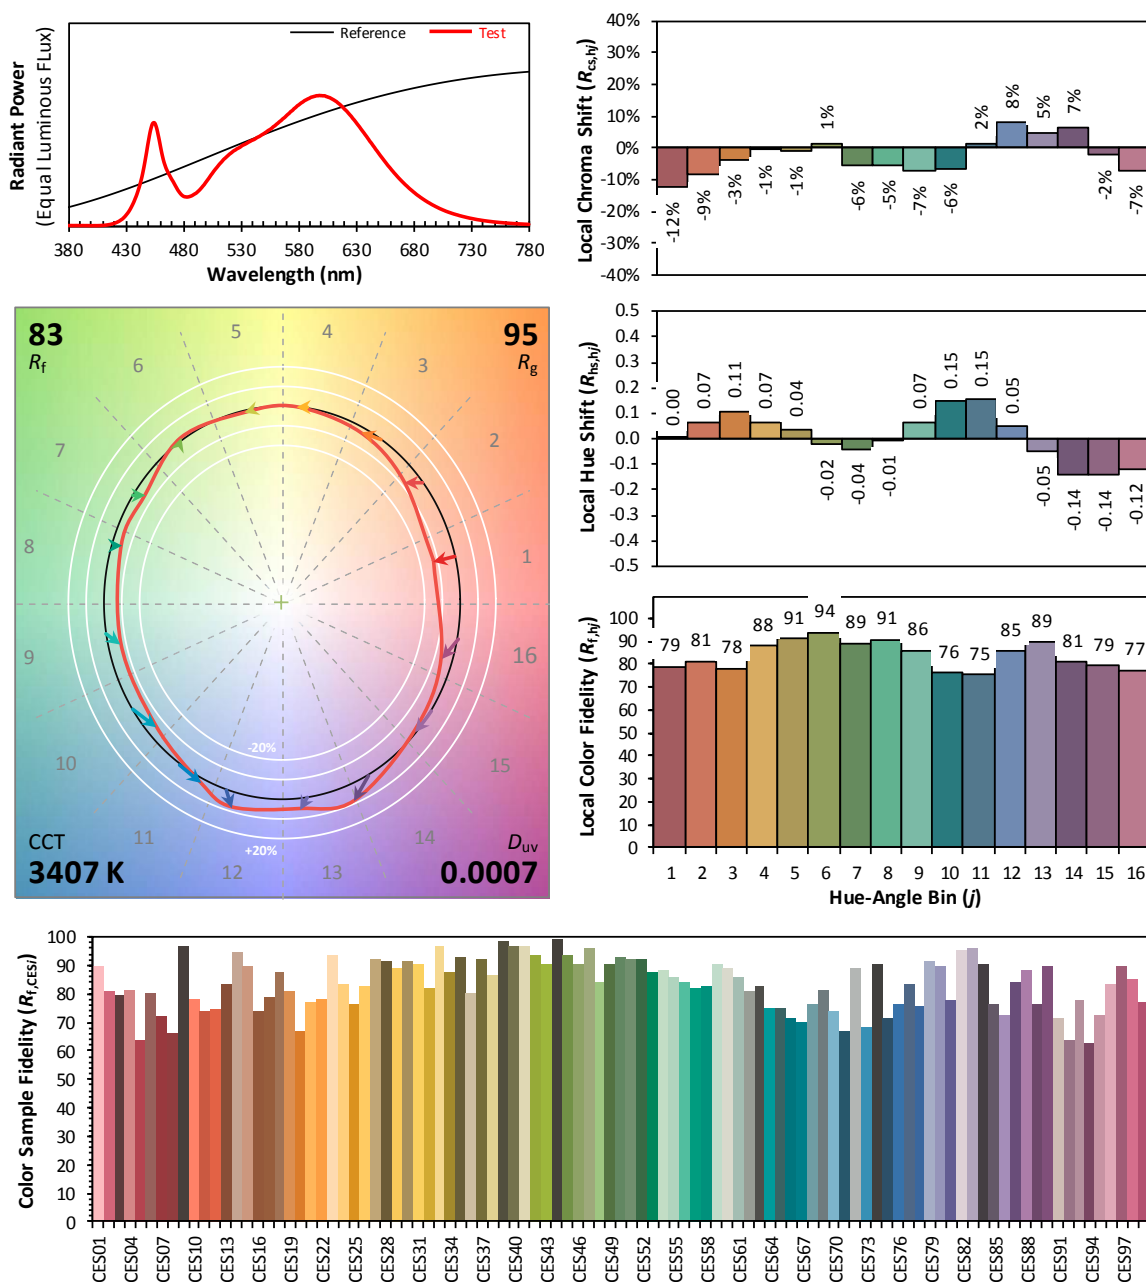 Radiant Power
(Equal Luminous FLux)
Reference
Test
380 430 480 530 580 630 680 730 780
Wavelength (nm)
Local Chroma Shift (Rcs,hj)
40%
30%
20%
10%
0%
-10%
-20%
-30%
-40%
-12% -9% -3% -1% -1% 1% -6% -5% -7% -6% 2% 8% 5% 7% -2% -7%
Local Hue Shift (Rhs,hj)
0.5
0.4
0.3
0.2
0.1
0.0
-0.1
-0.2
-0.3
-0.4
-0.5
0.00 0.07 0.11 0.07 0.04 -0.02 -0.04 -0.01 0.07 0.15 0.15 0.05 -0.05 -0.14 -0.14 -0.12
83
Rf
95
Rg
5 4
6 3
7 2
8 1
9 16
10 15
11 14
12 13
-20%
+20%
CCT
3407 K
Duv
0.0007
Local Color Fidelity (Rf,hj)
100
90
80
70
60
50
40
30
20
10
0
79 81 78 88 91 94 89 91 86 76 75 85 89 81 79 77
1 2 3 4 5 6 7 8 9 10 11 12 13 14 15 16
Hue-Angle Bin (j)
Color Sample Fidelity (Rf,CESi)
100
90
80
70
60
50
40
30
20
10
0
CES01 CES04 CES07 CES10 CES13 CES16 CES19 CES22 CES25 CES28 CES31 CES34 CES37 CES40 CES43 CES46 CES49 CES52 CES55 CES58 CES61 CES64 CES67 CES70 CES73 CES76 CES79 CES82 CES85 CES88 CES91 CES94 CES97